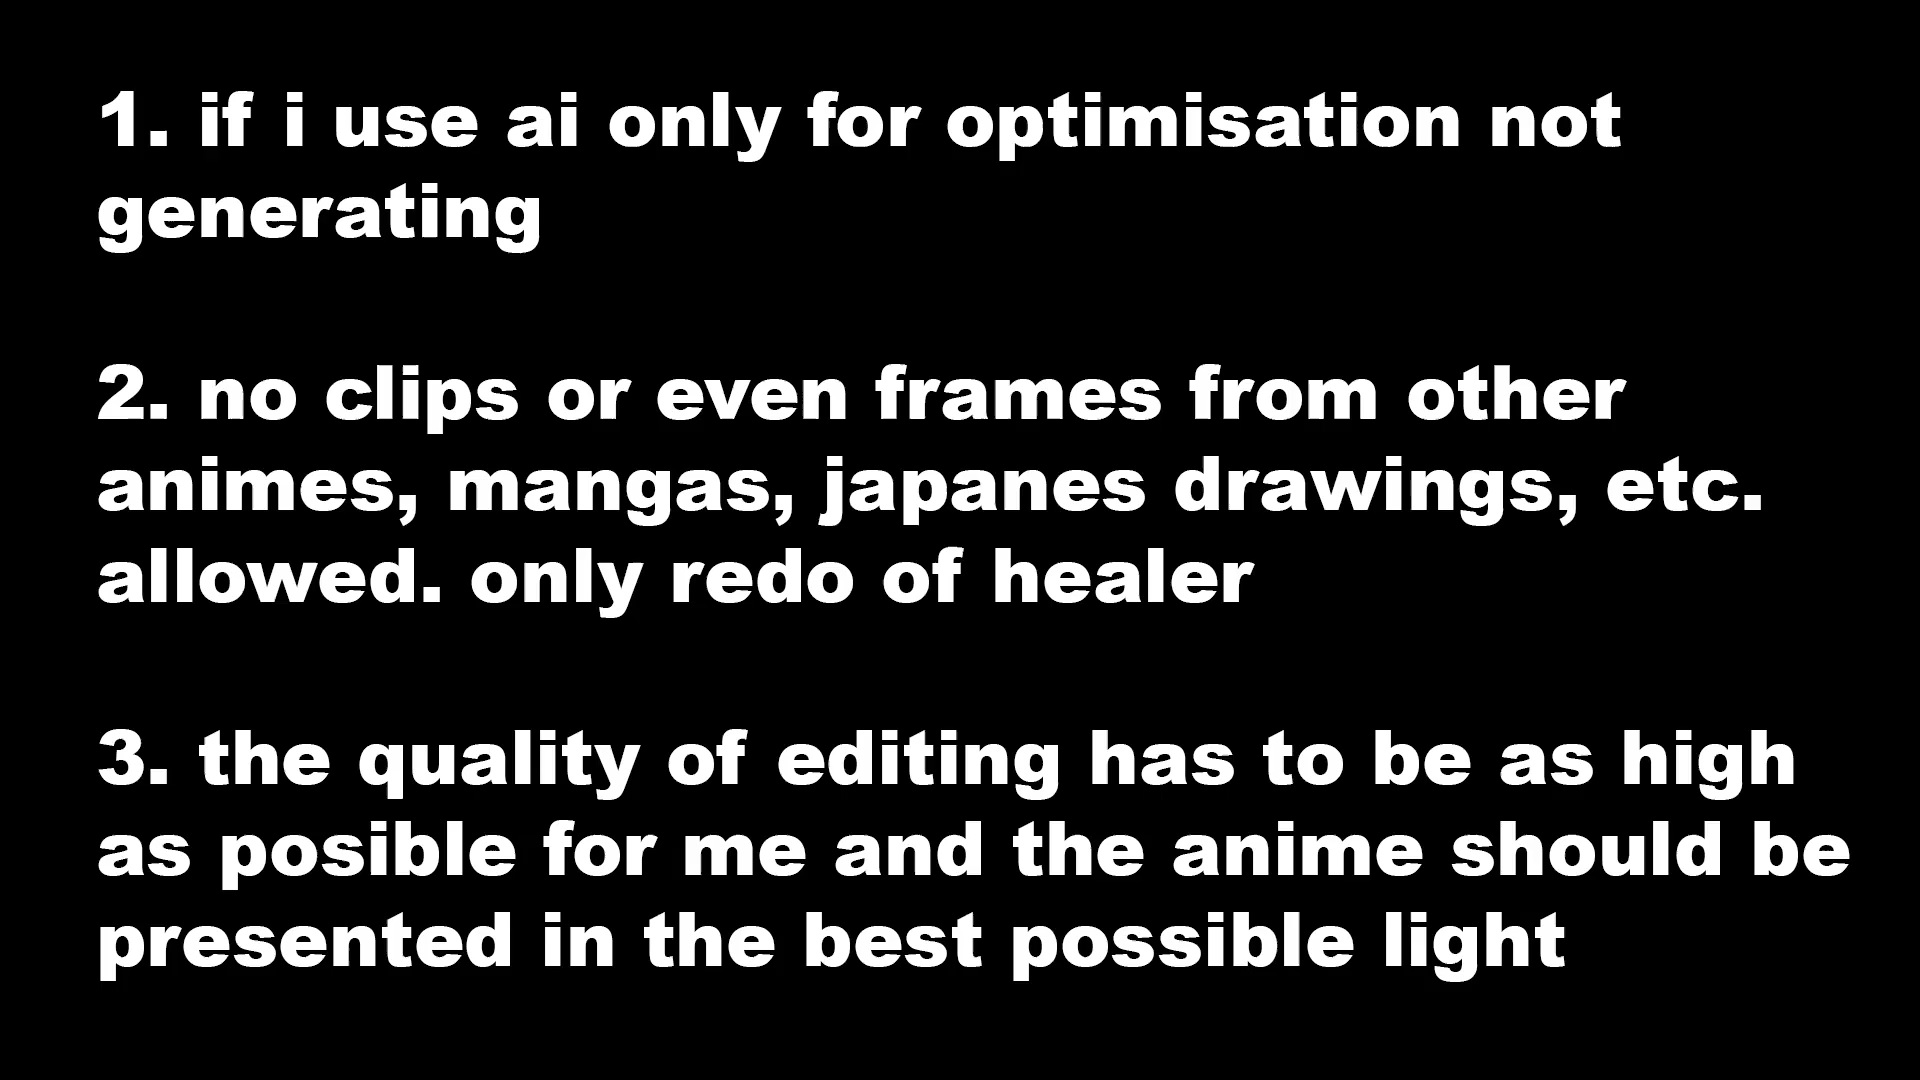 1. if i use ai only for optimisation not
generating
2. no clips or even frames from other
animes, mangas, japanes drawings, etc.
allowed. only redo of healer
3. the quality of editing has to be as high
as posible for me and the anime should be
presented in the best possible light